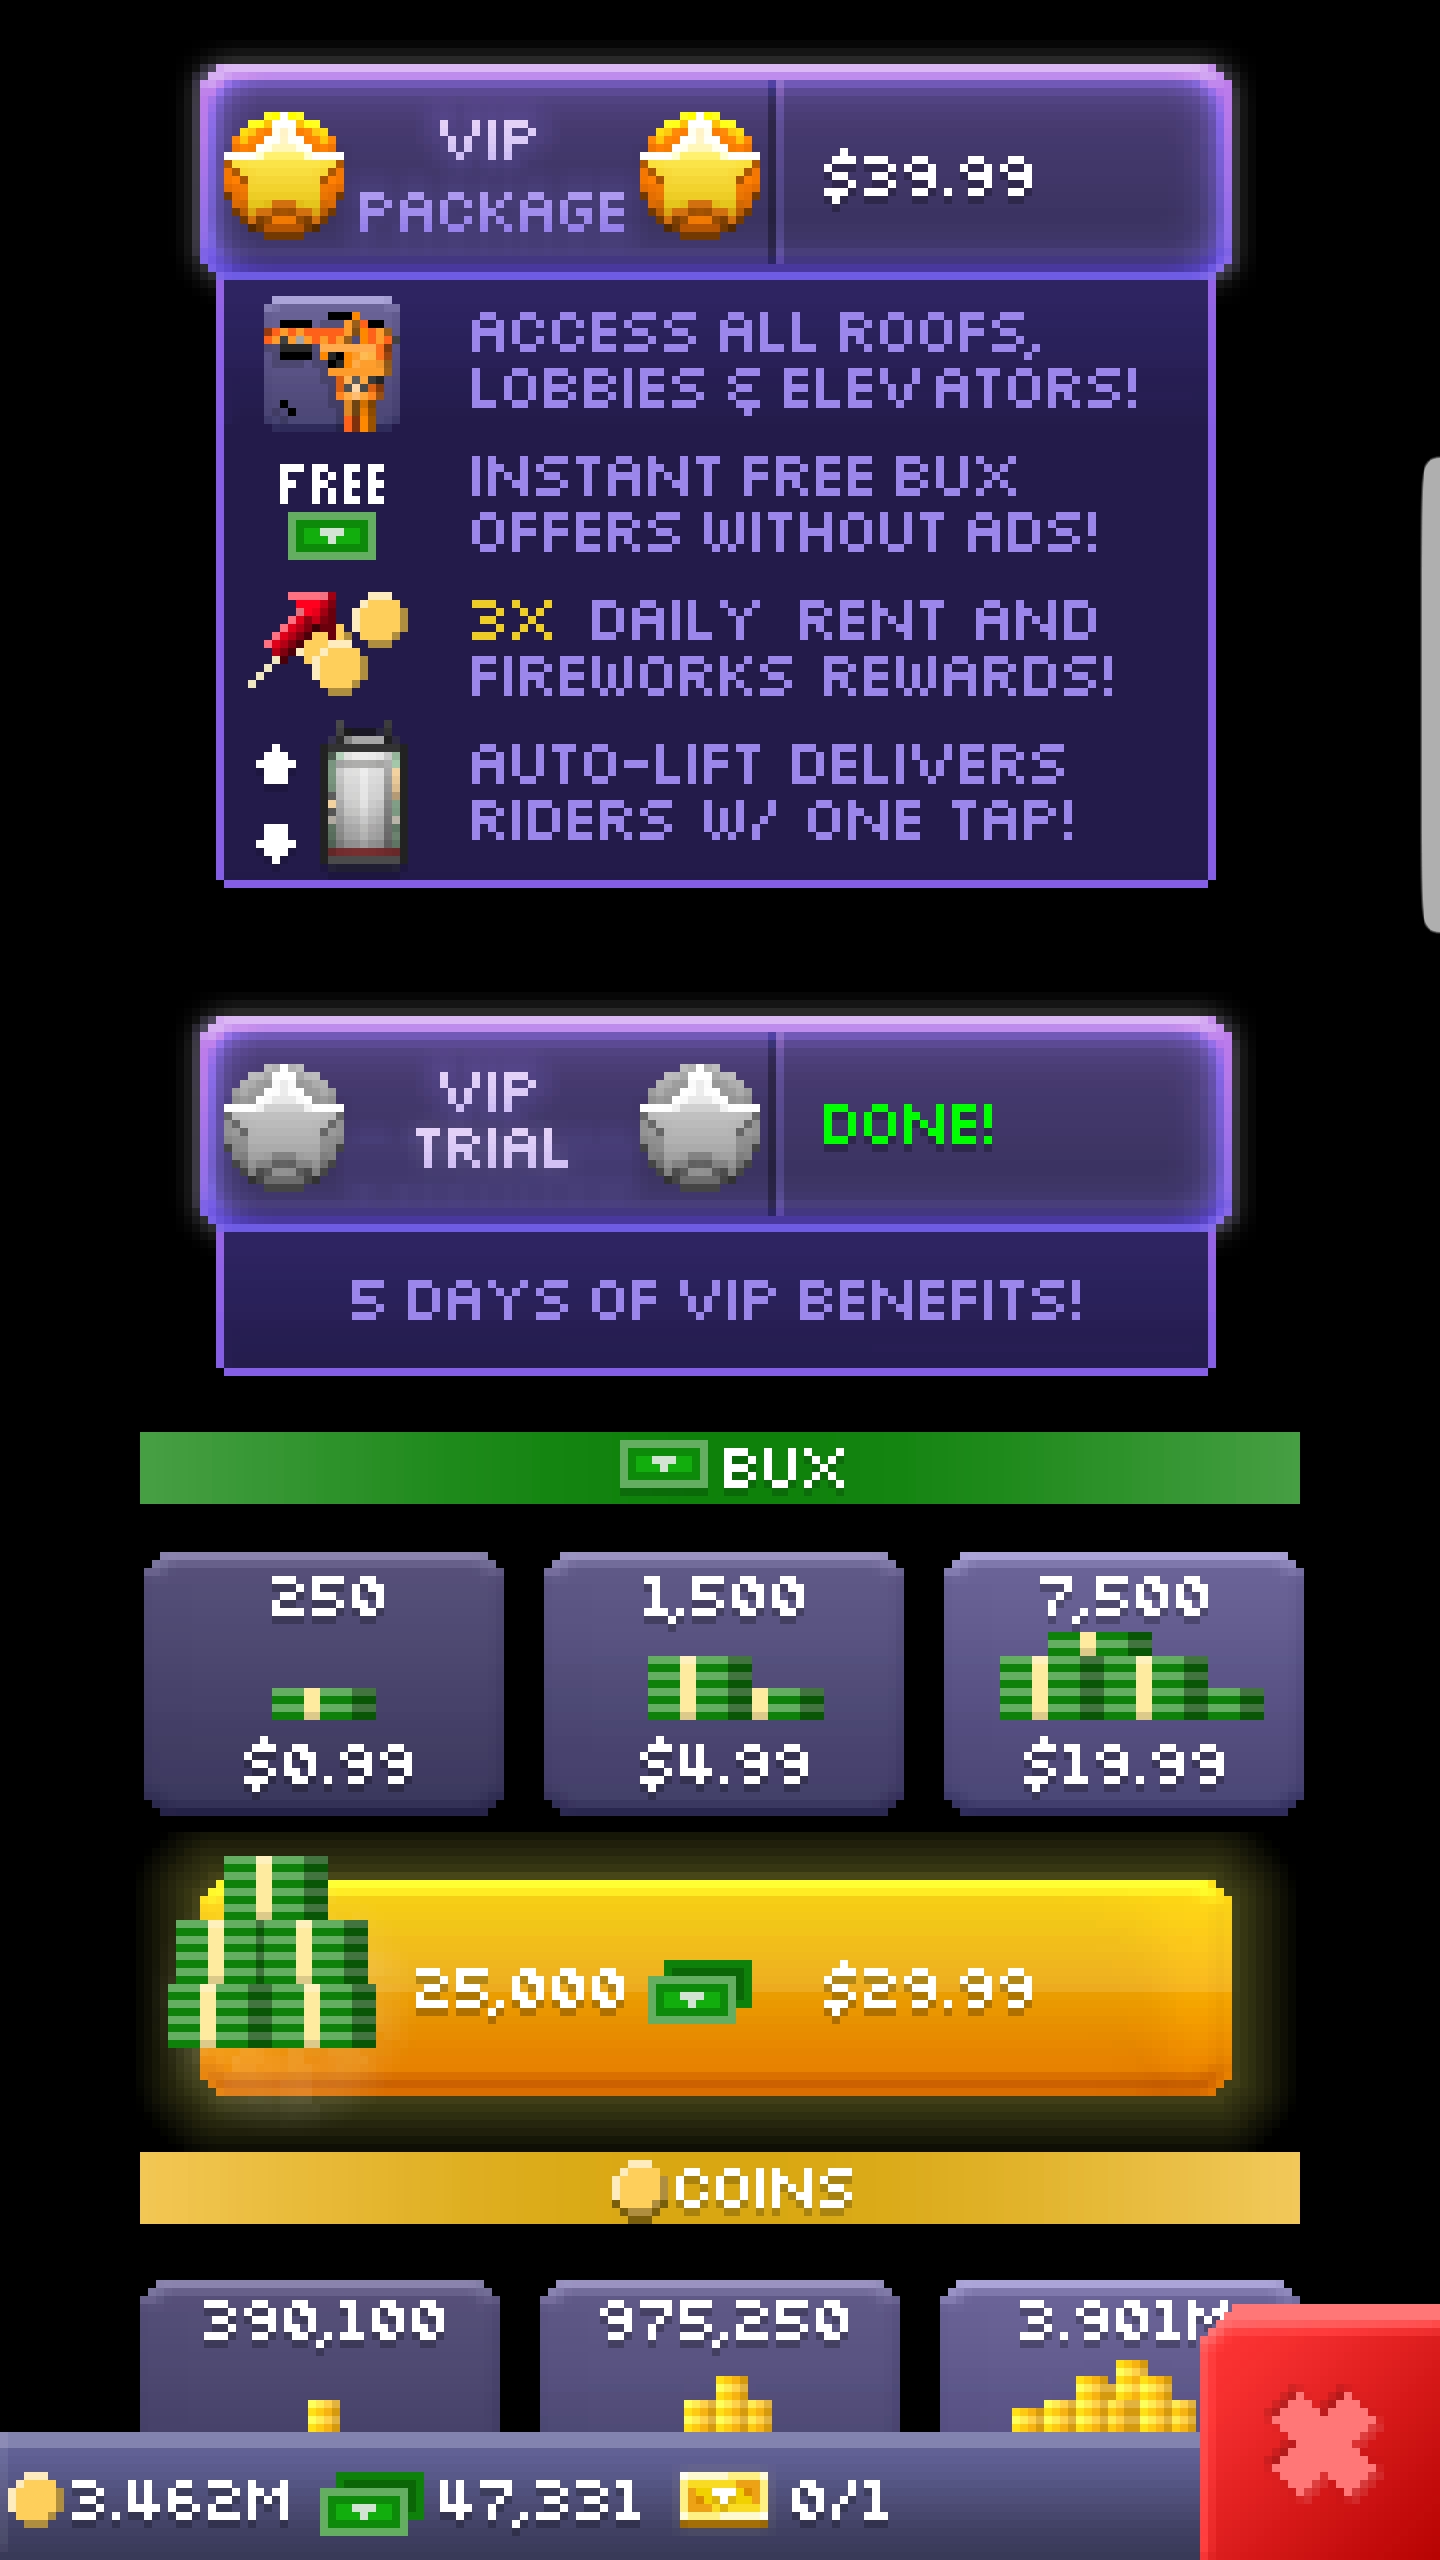 VIP
PACKAGE
$39.99
ACCESS ALL ROOFS,
LOBBIES & ELEVATORS!
FREE
INSTANT FREE BUX
OFFERS WITHOUT ADS!
3X DAILY RENT AND
FIREWORKS REWARDS!
AUTO-LIFT DELIVERS
RIDERS W/ ONE TAP!
VIP
TRIAL
DONE!
5 DAYS OF VIP BENEFITS!
BUX
250
$0.99
1,500
$4.99
7,500
$19.99
25,000 $29.99
COINS
390,100 975,250 3.901M
3.462M 47,331 0/1